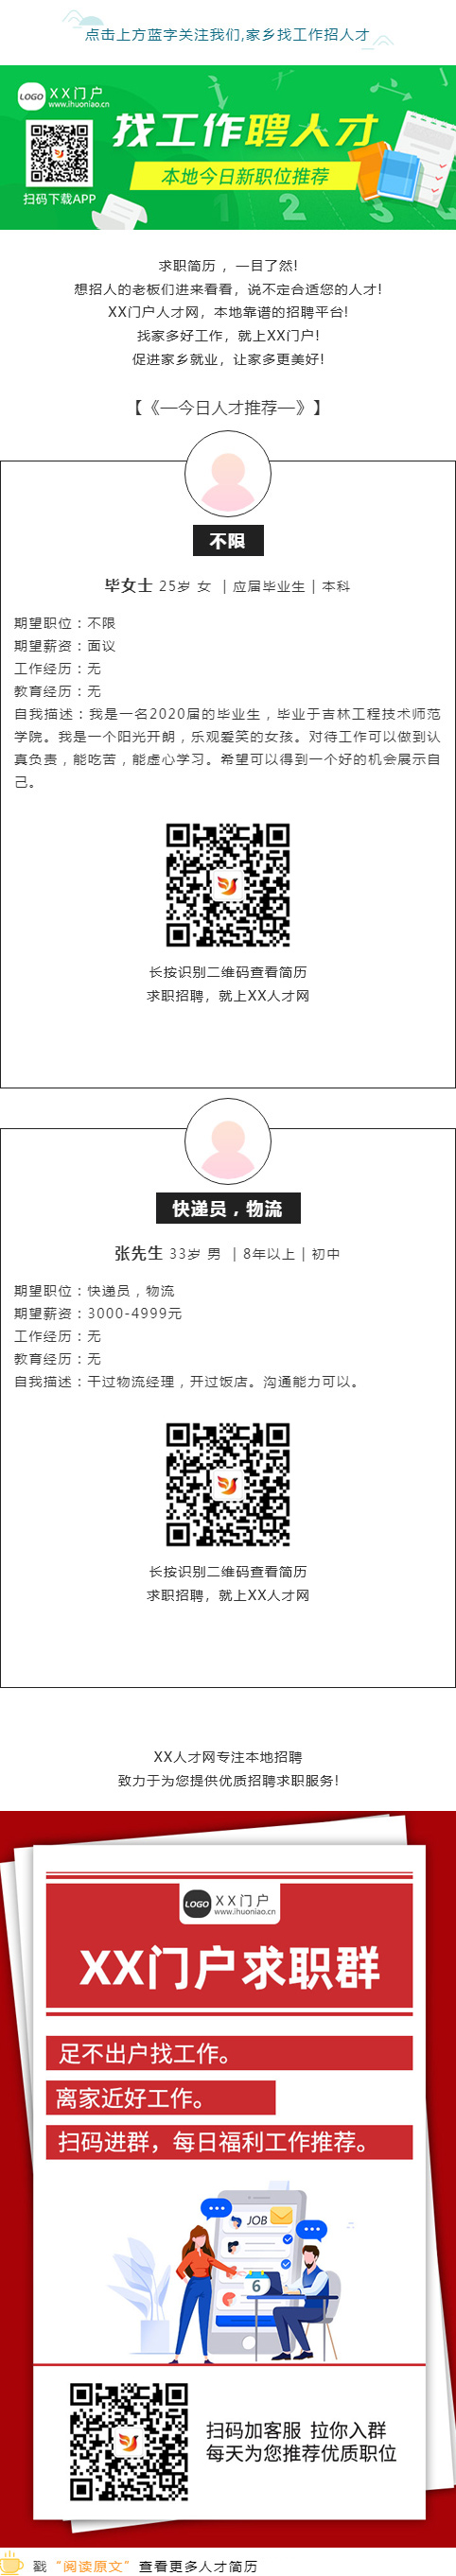 点击上方蓝字关注我们,家乡找工作招人才
LOGO
XX门户
www.ihuoniao.cn
找工作聘人才
本地今日新职位推荐
扫码下载APP
1 2 3
求职简历 ，一目了然!
想招人的老板们进来看看，说不定合适您的人才!
XX门户人才网，本地靠谱的招聘平台!
找家多好工作，就上XX门户!
促进家乡就业，让家多更美好!
【《—今日人才推荐—》】
不限
毕女士 25岁 女 ｜应届毕业生｜本科
期望职位：不限
期望薪资：面议
工作经历：无
教育经历：无
自我描述：我是一名2020届的毕业生，毕业于吉林工程技术师范
学院。我是一个阳光开朗，乐观爱笑的女孩。对待工作可以做到认
真负责，能吃苦，能虚心学习。希望可以得到一个好的机会展示自
己。
长按识别二维码查看简历
求职招聘，就上XX人才网
快递员，物流
张先生 33岁 男 ｜8年以上｜初中
期望职位：快递员，物流
期望薪资：3000-4999元
工作经历：无
教育经历：无
自我描述：干过物流经理，开过饭店。沟通能力可以。
长按识别二维码查看简历
求职招聘，就上XX人才网
XX人才网专注本地招聘
致力于为您提供优质招聘求职服务!
LOGO
XX门户
www.ihuoniao.cn
XX门户求职群
足不出户找工作。
离家近好工作。
扫码进群，每日福利工作推荐。
JOB
6
扫码加客服 拉你入群
每天为您推荐优质职位
戳“阅读原文”查看更多人才简历